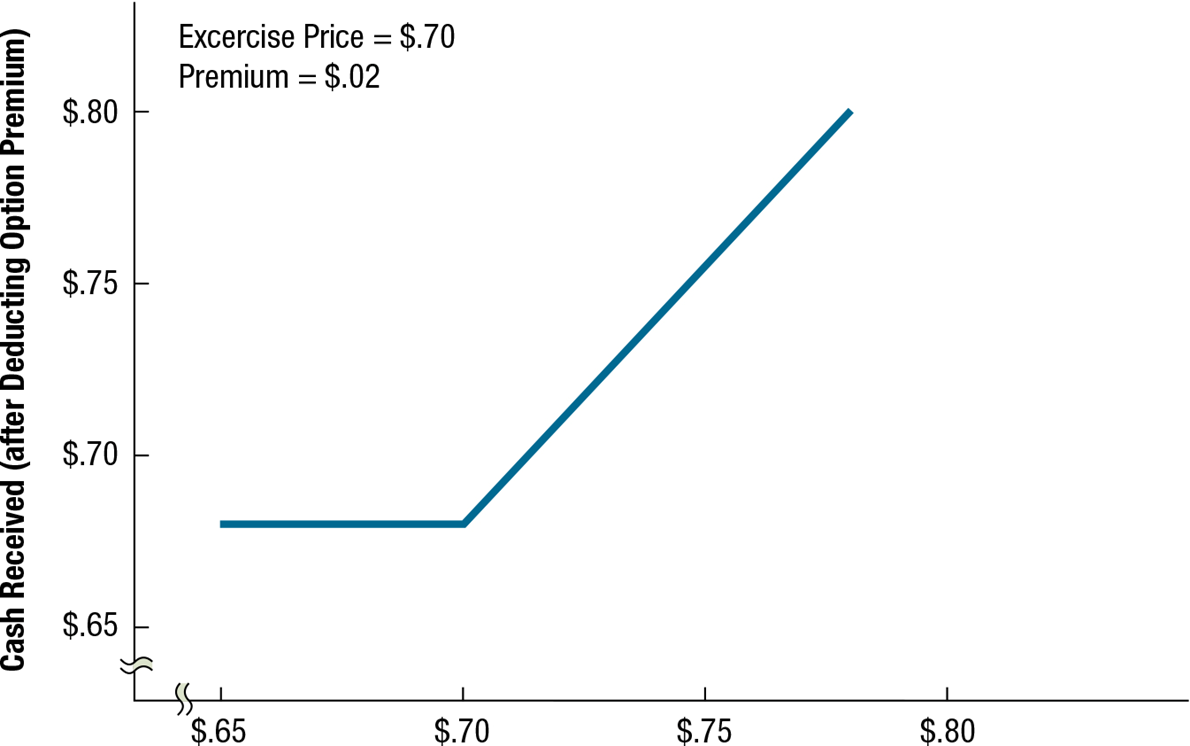 Excercise Price = $.70
Premium = $.02
Cash Received (after Deducting Option Premium)
$.80
$.75
$.70
$.65
$.65 $.70 $.75 $.80